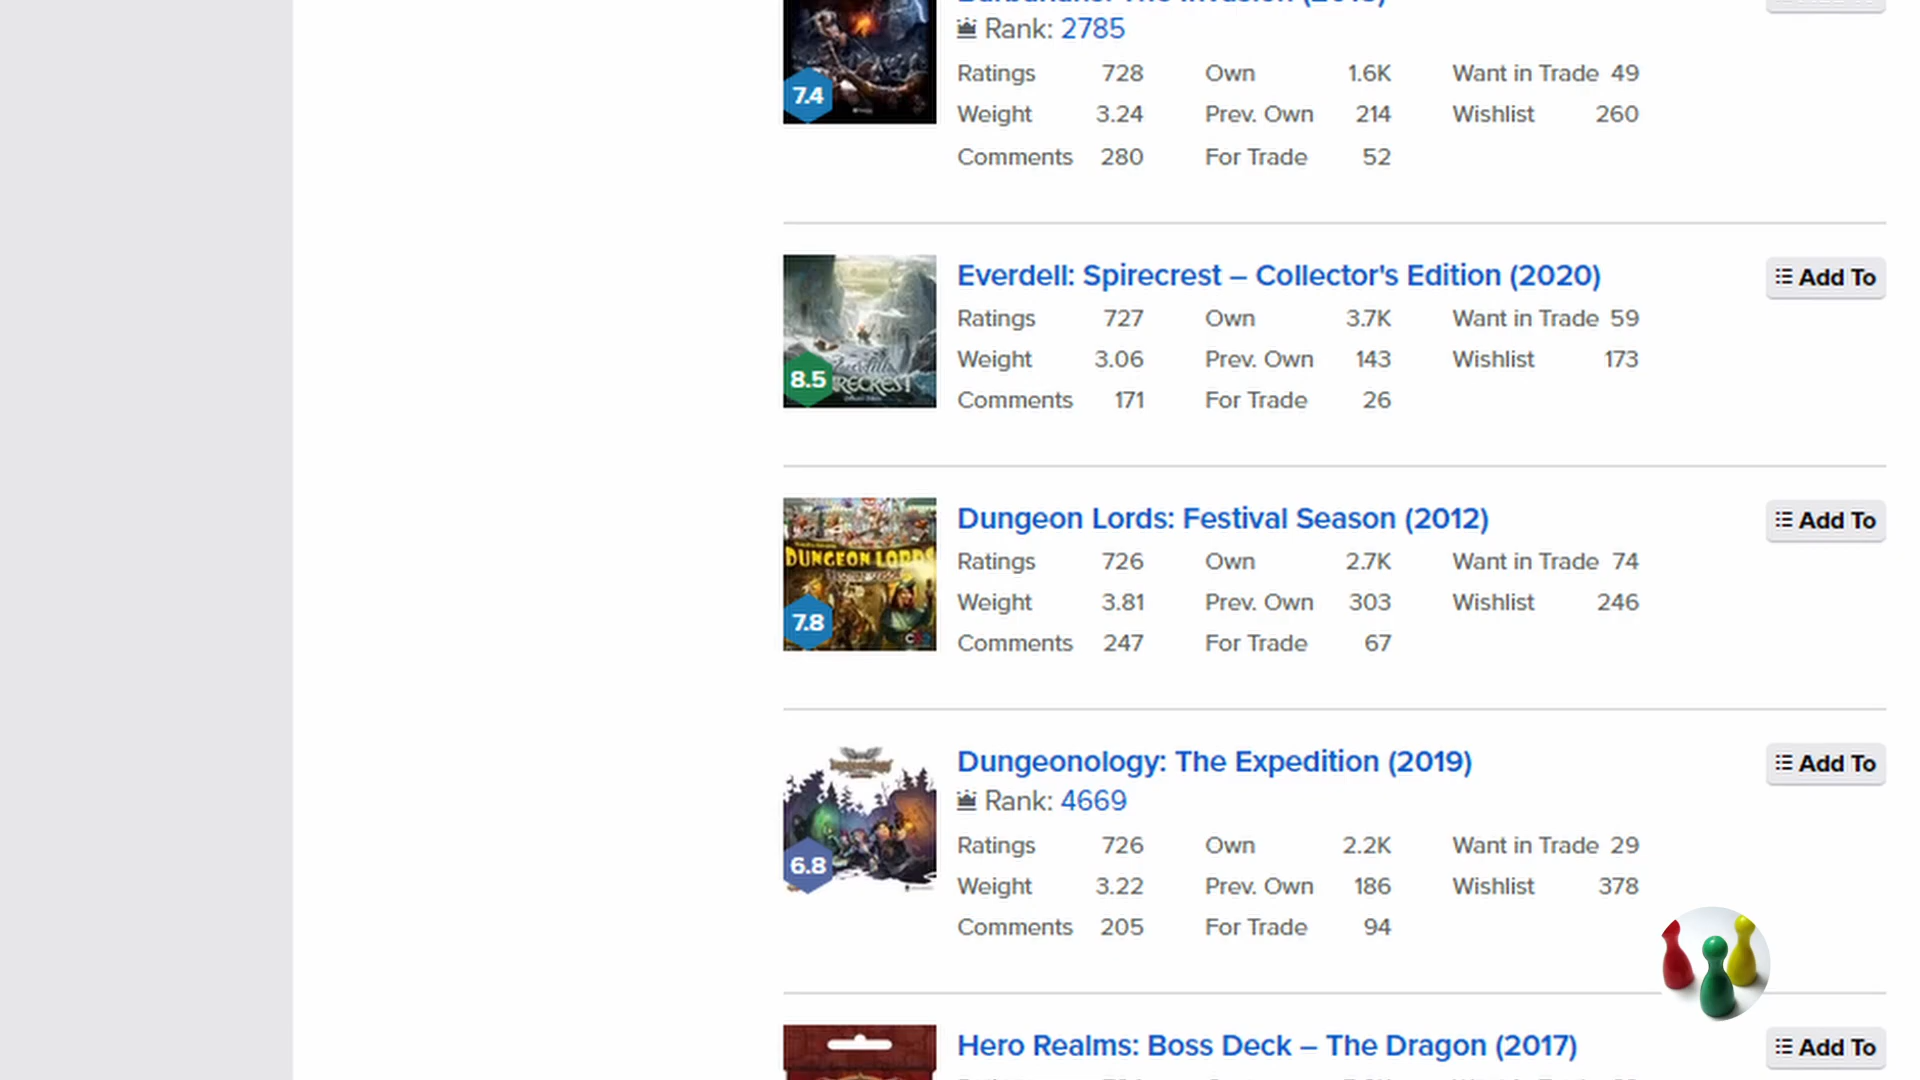 Rank: 2785
Ratings 728 Own 1.6K Want in Trade 49
7.4
Weight 3.24 Prev. Own 214 Wishlist 260
Comments 280 For Trade 52
Everdell: Spirecrest – Collector's Edition (2020)
Add To
Ratings 727 Own 3.7K Want in Trade 59
Weight 3.06 Prev. Own 143 Wishlist 173
8.5
Comments 171 For Trade 26
Dungeon Lords: Festival Season (2012)
Add To
DUNGEON LORDS
Ratings 726 Own 2.7K Want in Trade 74
Weight 3.81 Prev. Own 303 Wishlist 246
7.8
Comments 247 For Trade 67
Dungeonology: The Expedition (2019)
Add To
Rank: 4669
Ratings 726 Own 2.2K Want in Trade 29
6.8
Weight 3.22 Prev. Own 186 Wishlist 378
Comments 205 For Trade 94
Hero Realms: Boss Deck – The Dragon (2017)
Add To